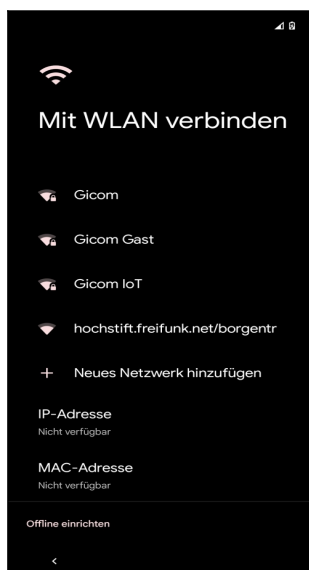 Mit WLAN verbinden
Gicom
Gicom Gast
Gicom IoT
hochstift.freifunk.net/borgentr
Neues Netzwerk hinzufügen
IP-Adresse
Nicht verfügbar
MAC-Adresse
Nicht verfügbar
Offline einrichten